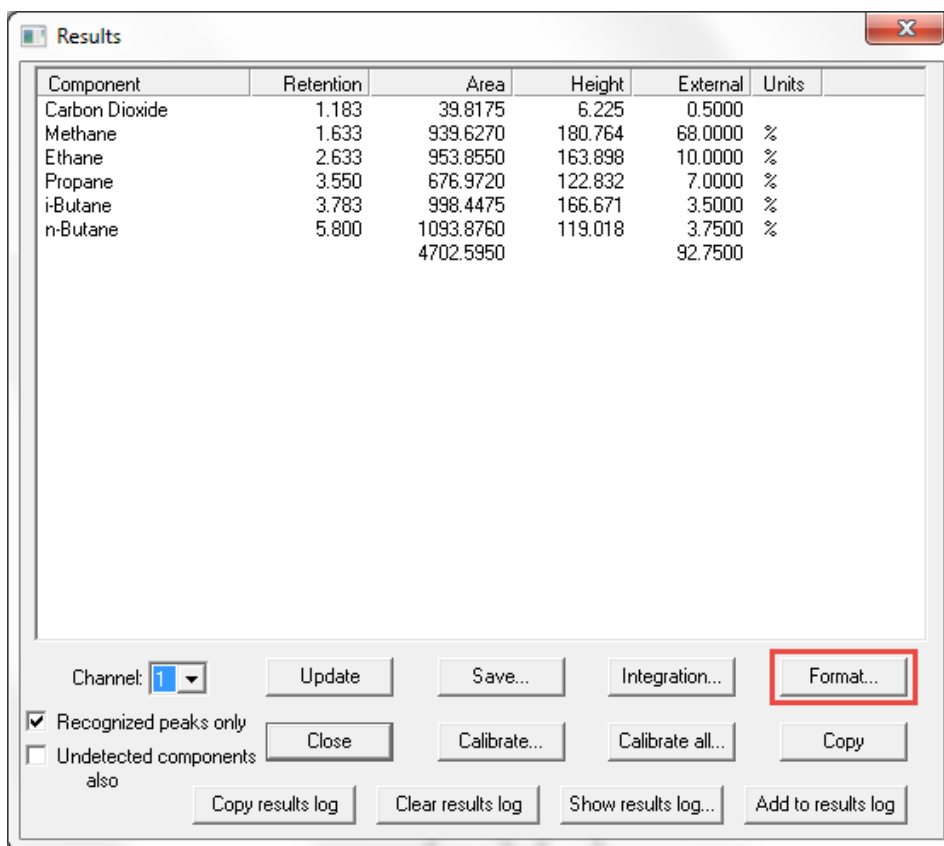 Results
Component Retention Area Height External Units
Carbon Dioxide 1.183 39.8175 6.225 0.5000
Methane 1.633 939.6270 180.764 68.0000 %
Ethane 2.633 953.8550 163.898 10.0000 %
Propane 3.550 676.9720 122.832 7.0000 %
i-Butane 3.783 998.4475 166.671 3.5000 %
n-Butane 5.800 1093.8760 119.018 3.7500 %
4702.5950 92.7500
Channel: 1 Update Save... Integration... Format...
Recognized peaks only
Close Calibrate... Calibrate all... Copy
Undetected components
also
Copy results log Clear results log Show results log... Add to results log